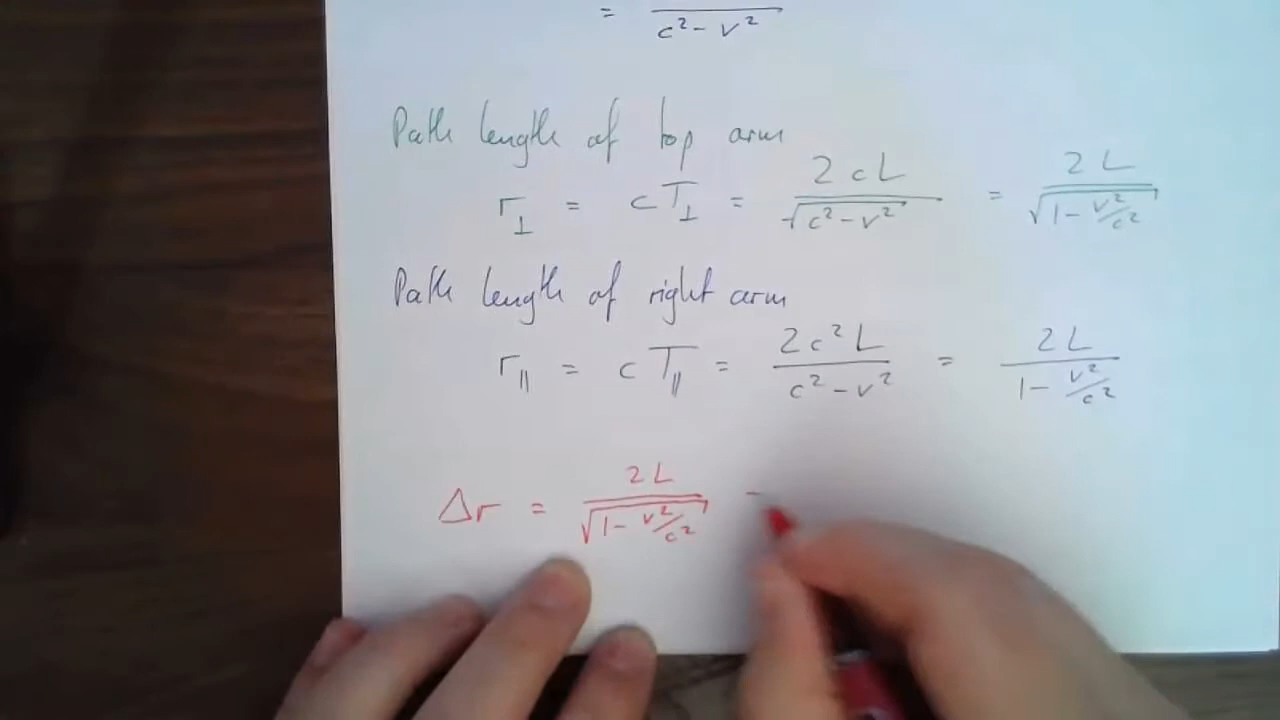 = c² - v²
Path length of top arm
r⊥ = cT⊥ = 2cL / √(c² - v²) = 2L / √(1 - v²/c²)
Path length of right arm
r∥ = cT∥ = 2c²L / (c² - v²) = 2L / (1 - v²/c²)
Δr = 2L / √(1 - v²/c²) -